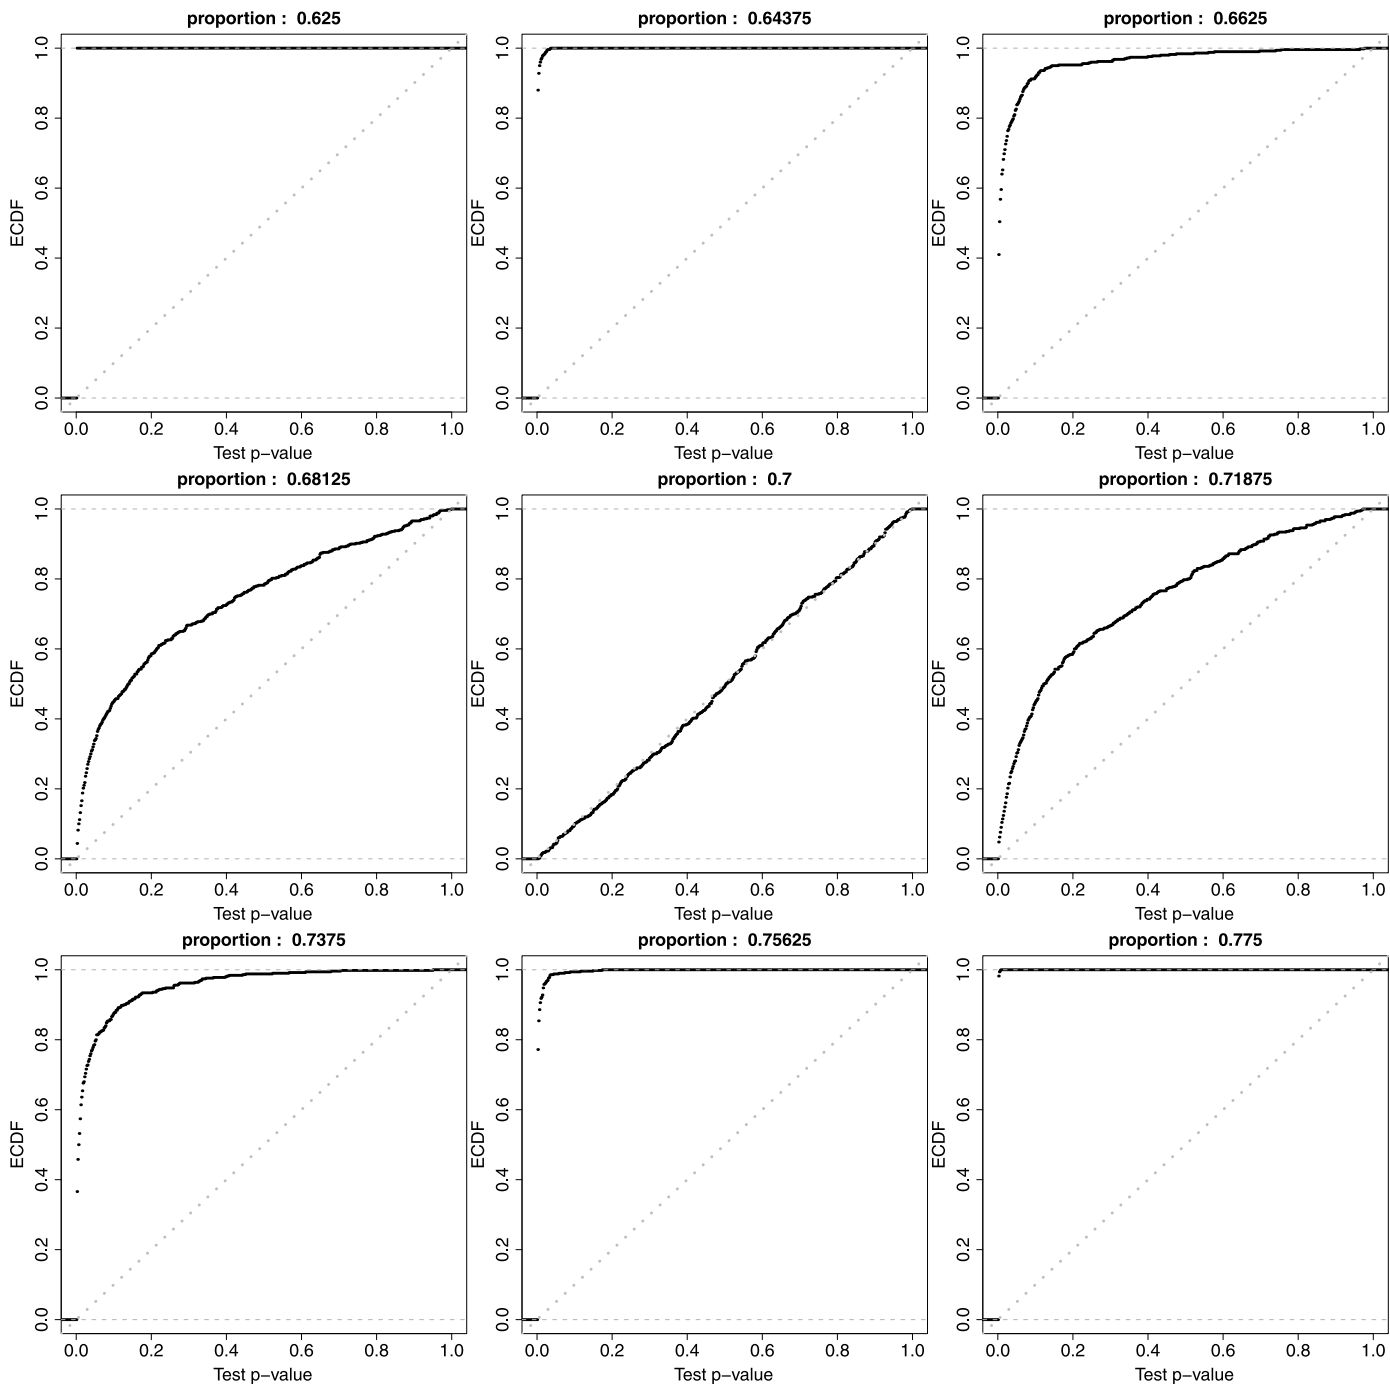 proportion : 0.625
ECDF
0.0 0.2 0.4 0.6 0.8 1.0
0.0 0.2 0.4 0.6 0.8 1.0
Test p−value
proportion : 0.64375
ECDF
0.0 0.2 0.4 0.6 0.8 1.0
0.0 0.2 0.4 0.6 0.8 1.0
Test p−value
proportion : 0.6625
ECDF
0.0 0.2 0.4 0.6 0.8 1.0
0.0 0.2 0.4 0.6 0.8 1.0
Test p−value
proportion : 0.68125
ECDF
0.0 0.2 0.4 0.6 0.8 1.0
0.0 0.2 0.4 0.6 0.8 1.0
Test p−value
proportion : 0.7
ECDF
0.0 0.2 0.4 0.6 0.8 1.0
0.0 0.2 0.4 0.6 0.8 1.0
Test p−value
proportion : 0.71875
ECDF
0.0 0.2 0.4 0.6 0.8 1.0
0.0 0.2 0.4 0.6 0.8 1.0
Test p−value
proportion : 0.7375
ECDF
0.0 0.2 0.4 0.6 0.8 1.0
0.0 0.2 0.4 0.6 0.8 1.0
Test p−value
proportion : 0.75625
ECDF
0.0 0.2 0.4 0.6 0.8 1.0
0.0 0.2 0.4 0.6 0.8 1.0
Test p−value
proportion : 0.775
ECDF
0.0 0.2 0.4 0.6 0.8 1.0
0.0 0.2 0.4 0.6 0.8 1.0
Test p−value